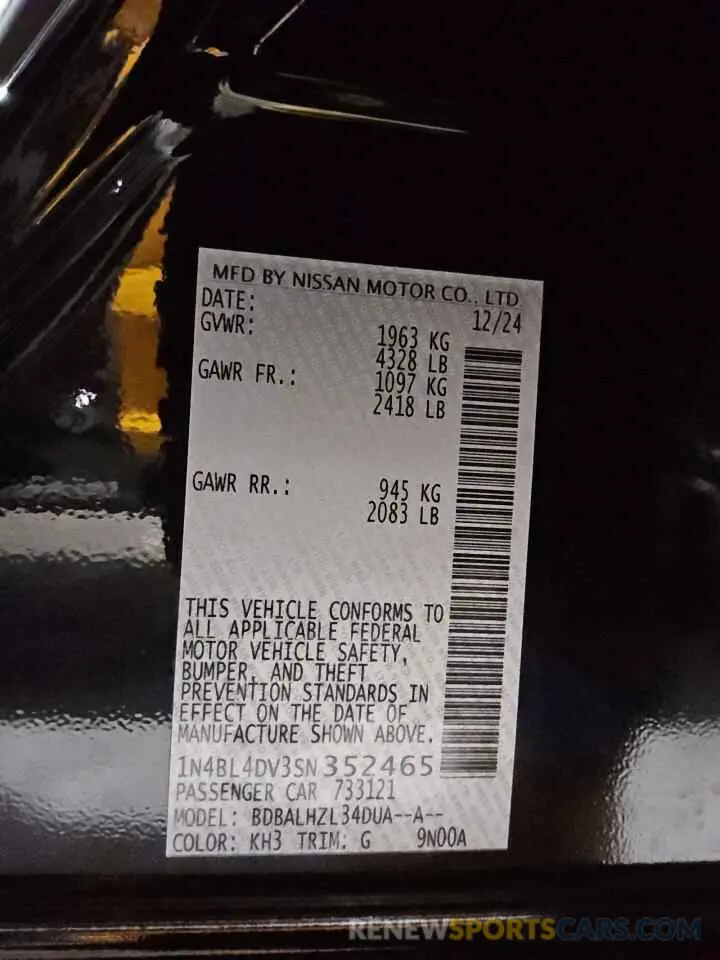 MFD BY NISSAN MOTOR CO., LTD
DATE: 12/24
GVWR: 1963 KG
4328 LB
GAWR FR.: 1097 KG
2418 LB
GAWR RR.: 945 KG
2083 LB
THIS VEHICLE CONFORMS TO
ALL APPLICABLE FEDERAL
MOTOR VEHICLE SAFETY,
BUMPER, AND THEFT
PREVENTION STANDARDS IN
EFFECT ON THE DATE OF
MANUFACTURE SHOWN ABOVE.
1N4BL4DV3SN352465
PASSENGER CAR 733121
MODEL: BDBALHZL34DUA--A--
COLOR: KH3 TRIM: G 9N00A
RENEWSPORTSCARS.COM